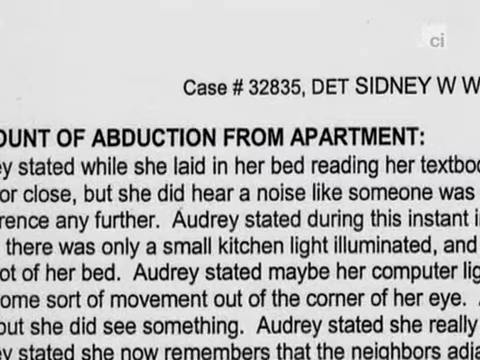 ci
Case # 32835, DET SIDNEY W W
OUNT OF ABDUCTION FROM APARTMENT:
ey stated while she laid in her bed reading her textboo
or close, but she did hear a noise like someone was
rence any further. Audrey stated during this instant i
there was only a small kitchen light illuminated, and
ot of her bed. Audrey stated maybe her computer lig
ome sort of movement out of the corner of her eye.
but she did see something. Audrey stated she really
ey stated she now remembers that the neighbors adja